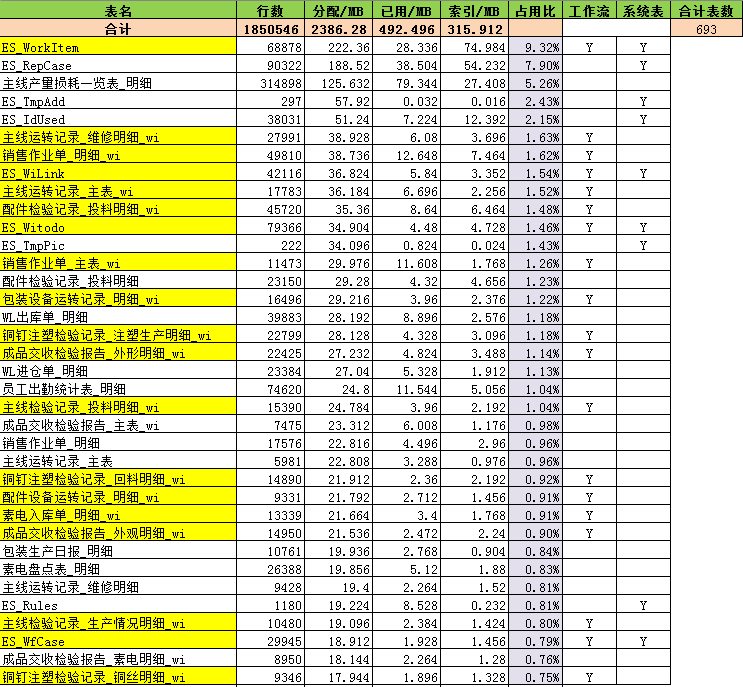 表名 行数 分配/MB 已用/MB 索引/MB 占用比 工作流 系统表 合计表数
合计 1850546 2386.28 492.496 315.912 693
ES_WorkItem 68878 222.36 28.336 74.984 9.32% Y Y
ES_RepCase 90322 188.52 38.504 54.232 7.90% Y
主线产量损耗一览表_明细 314898 125.632 79.344 27.408 5.26%
ES_TmpAdd 297 57.92 0.032 0.016 2.43% Y
ES_IdUsed 38031 51.24 7.224 12.392 2.15% Y
主线运转记录_维修明细_wi 27991 38.928 6.08 3.696 1.63% Y
销售作业单_明细_wi 49810 38.736 12.648 7.464 1.62% Y
ES_WiLink 42116 36.824 5.84 3.352 1.54% Y Y
主线运转记录_主表_wi 17783 36.184 6.696 2.256 1.52% Y
配件检验记录_投料明细_wi 45720 35.36 8.64 6.464 1.48% Y
ES_Witodo 79366 34.904 4.48 4.728 1.46% Y Y
ES_TmpPic 222 34.096 0.824 0.024 1.43% Y
销售作业单_主表_wi 11473 29.976 11.608 1.768 1.26% Y
配件检验记录_投料明细 23150 29.28 4.32 4.656 1.23%
包装设备运转记录_明细_wi 16496 29.216 3.96 2.376 1.22% Y
WL出库单_明细 39883 28.192 8.896 2.576 1.18%
铜钉注塑检验记录_注塑生产明细_wi 22799 28.128 4.328 3.096 1.18% Y
成品交收检验报告_外形明细_wi 22425 27.232 4.824 3.488 1.14% Y
WL进仓单_明细 23384 27.04 5.328 1.912 1.13%
员工出勤统计表_明细 74620 24.8 11.544 5.056 1.04%
主线检验记录_投料明细_wi 15390 24.784 3.96 2.192 1.04% Y
成品交收检验报告_主表_wi 7475 23.312 6.008 1.176 0.98%
销售作业单_明细 17576 22.816 4.496 2.96 0.96%
主线运转记录_主表 5981 22.808 3.288 0.976 0.96%
铜钉注塑检验记录_回料明细_wi 14890 21.912 2.36 2.192 0.92% Y
配件设备运转记录_明细_wi 9331 21.792 2.712 1.456 0.91% Y
素电入库单_明细_wi 13339 21.664 3.4 1.768 0.91% Y
成品交收检验报告_外观明细_wi 14950 21.536 2.472 2.24 0.90% Y
包装生产日报_明细 10761 19.936 2.768 0.904 0.84%
素电盘点表_明细 26388 19.856 5.12 1.88 0.83%
主线运转记录_维修明细 9428 19.4 2.264 1.52 0.81%
ES_Rules 1180 19.224 8.528 0.232 0.81% Y
主线检验记录_生产情况明细_wi 10480 19.096 2.384 1.424 0.80% Y
ES_WfCase 29945 18.912 1.928 1.456 0.79% Y Y
成品交收检验报告_素电明细_wi 8950 18.144 2.264 1.28 0.76%
铜钉注塑检验记录_铜丝明细_wi 9346 17.944 1.896 1.328 0.75% Y